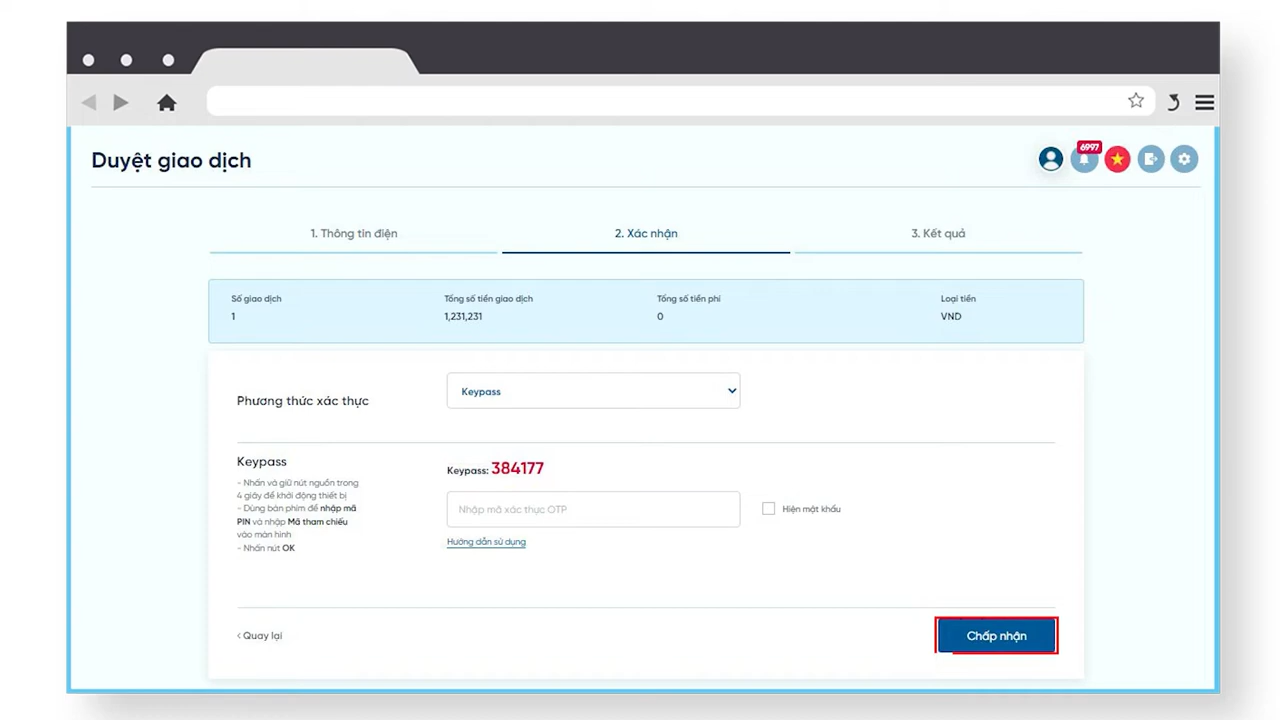 Duyệt giao dịch
6997
1. Thông tin điện
2. Xác nhận
3. Kết quả
Số giao dịch
Tổng số tiền giao dịch
Tổng số tiền phí
Loại tiền
1
1,231,231
0
VND
Phương thức xác thực
Keypass
Keypass
- Nhấn và giữ nút nguồn trong
4 giây để khởi động thiết bị
- Dùng bàn phím để nhập mã
PIN và nhập Mã tham chiếu
vào màn hình
- Nhấn nút OK
Keypass: 384177
Nhập mã xác thực OTP
Hiện mật khẩu
Hướng dẫn sử dụng
‹ Quay lại
Chấp nhận